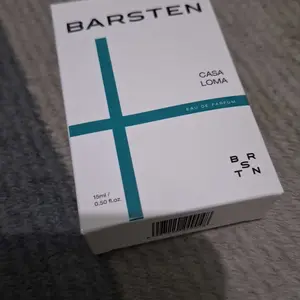 BARSTEN
CASA
LOMA
EAU DE PARFUM
15ml /
0.50 fl.oz.
B R
S
T N